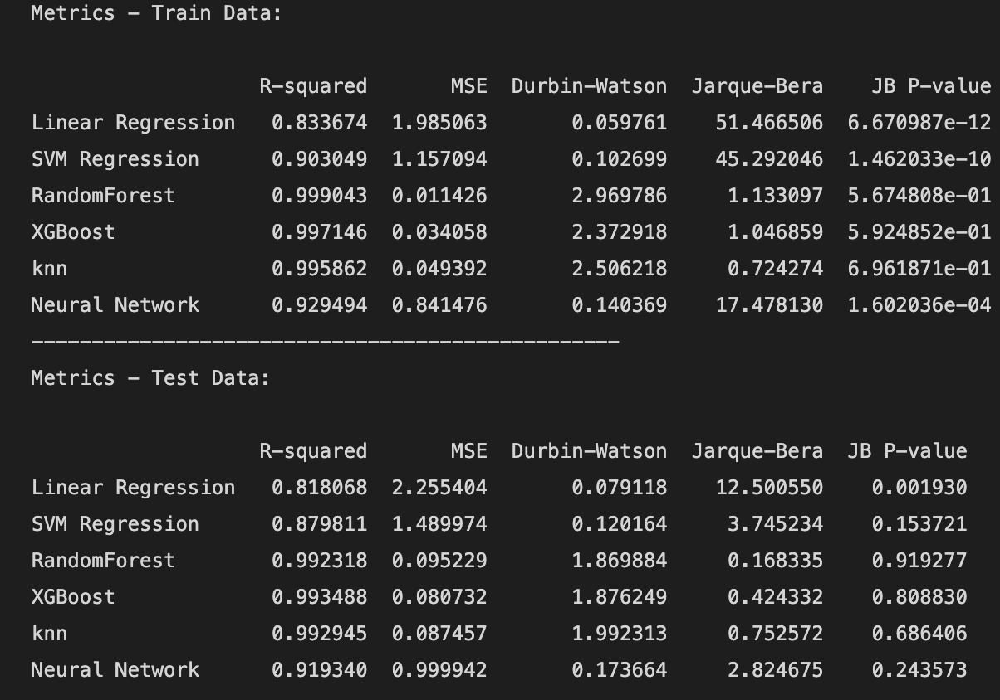 Metrics - Train Data:
R-squared MSE Durbin-Watson Jarque-Bera JB P-value
Linear Regression 0.833674 1.985063 0.059761 51.466506 6.670987e-12
SVM Regression 0.903049 1.157094 0.102699 45.292046 1.462033e-10
RandomForest 0.999043 0.011426 2.969786 1.133097 5.674808e-01
XGBoost 0.997146 0.034058 2.372918 1.046859 5.924852e-01
knn 0.995862 0.049392 2.506218 0.724274 6.961871e-01
Neural Network 0.929494 0.841476 0.140369 17.478130 1.602036e-04
-------------------------------------------------
Metrics - Test Data:
R-squared MSE Durbin-Watson Jarque-Bera JB P-value
Linear Regression 0.818068 2.255404 0.079118 12.500550 0.001930
SVM Regression 0.879811 1.489974 0.120164 3.745234 0.153721
RandomForest 0.992318 0.095229 1.869884 0.168335 0.919277
XGBoost 0.993488 0.080732 1.876249 0.424332 0.808830
knn 0.992945 0.087457 1.992313 0.752572 0.686406
Neural Network 0.919340 0.999942 0.173664 2.824675 0.243573